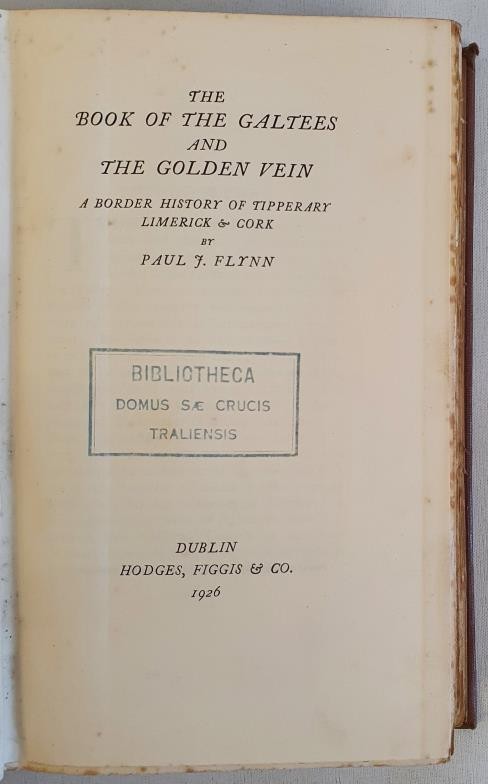 THE
BOOK OF THE GALTEES
AND
THE GOLDEN VEIN
A BORDER HISTORY OF TIPPERARY
LIMERICK & CORK
BY
PAUL J. FLYNN
BIBLIOTHECA
DOMUS SÆ CRUCIS
TRALIENSIS
DUBLIN
HODGES, FIGGIS & CO.
1926